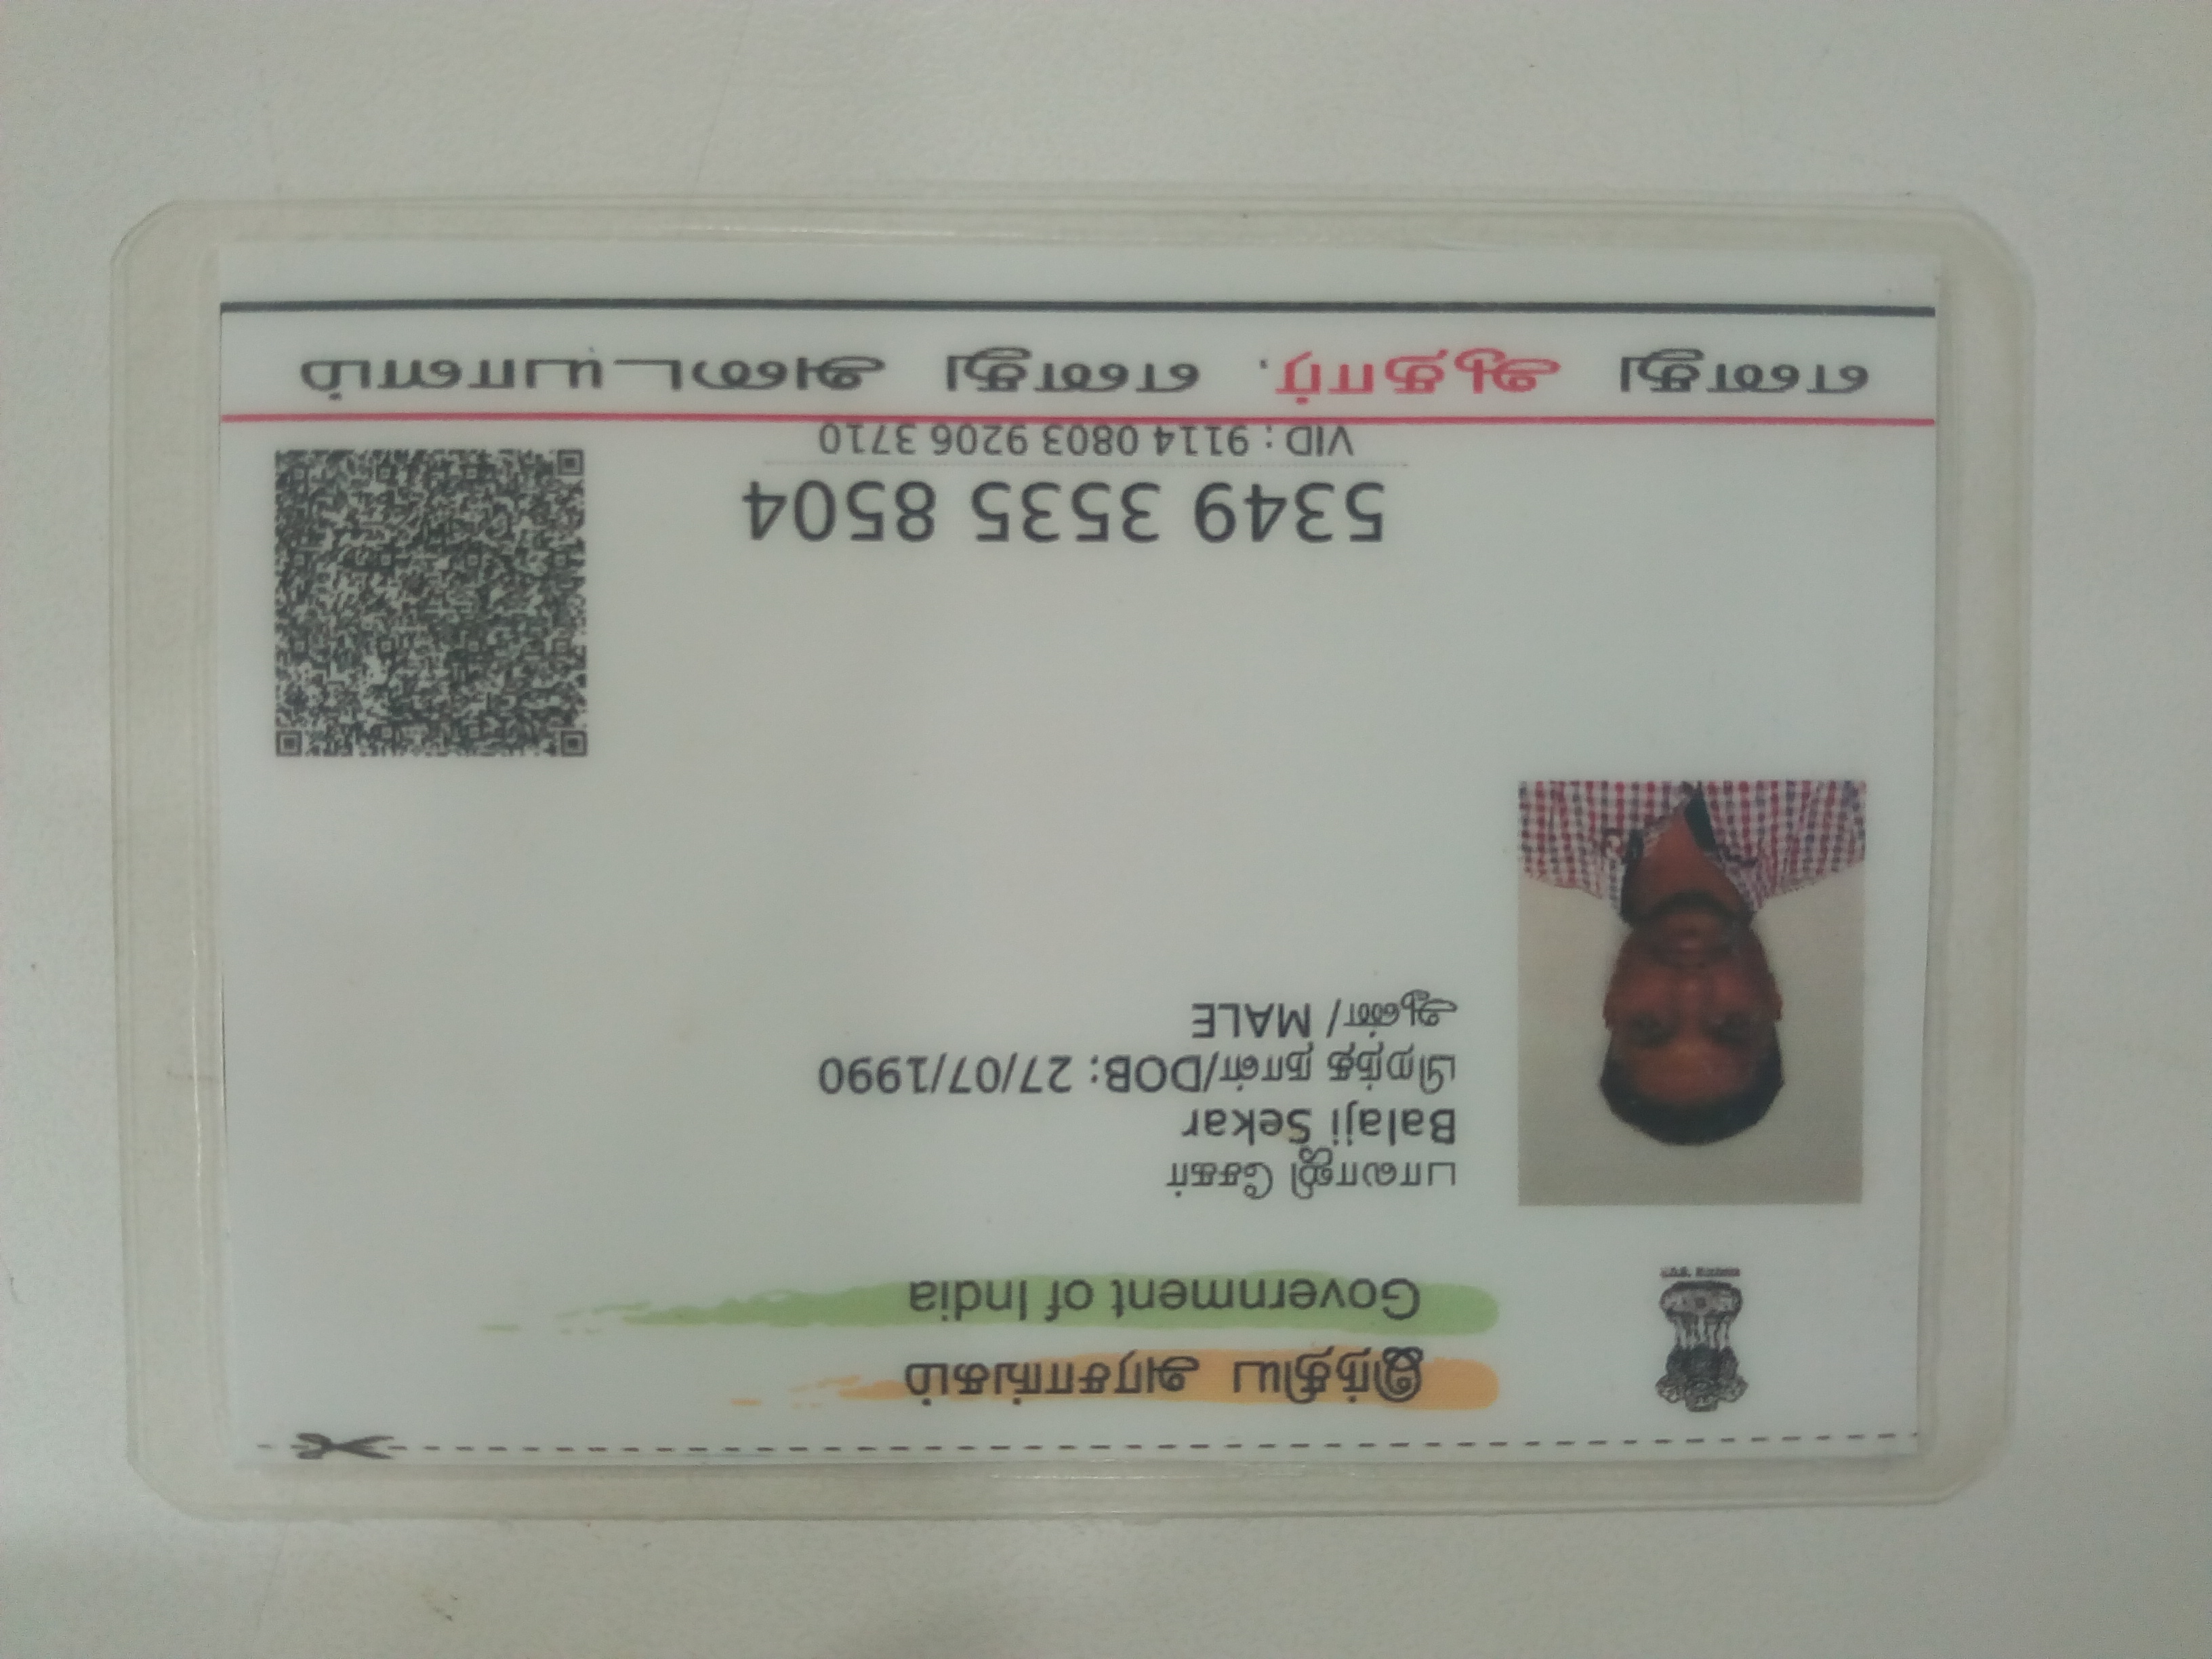 இந்திய அரசாங்கம்
Government of India
பாலாஜி சேகர்
Balaji Sekar
பிறந்த நாள்/DOB: 27/07/1990
ஆண்/ MALE
5349 3535 8504
VID : 9114 0803 9206 3710
எனது ஆதார், எனது அடையாளம்